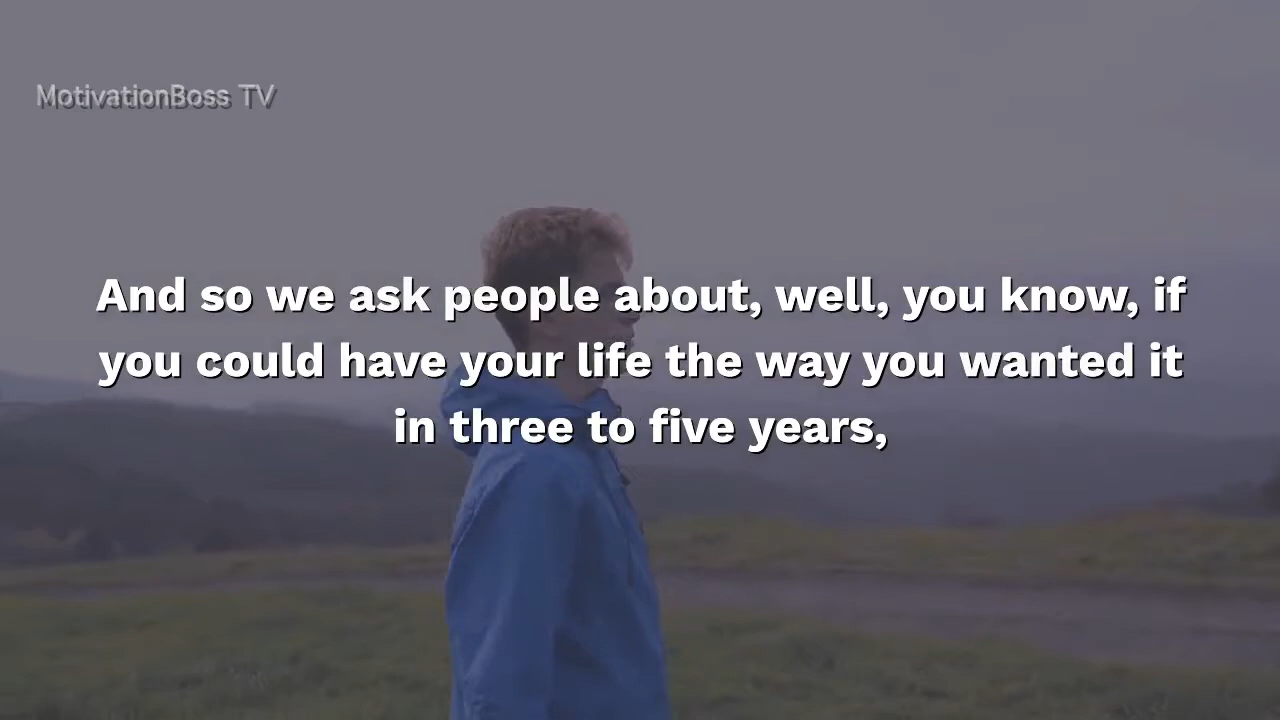 MotivationBoss TV
And so we ask people about, well, you know, if
you could have your life the way you wanted it
in three to five years,